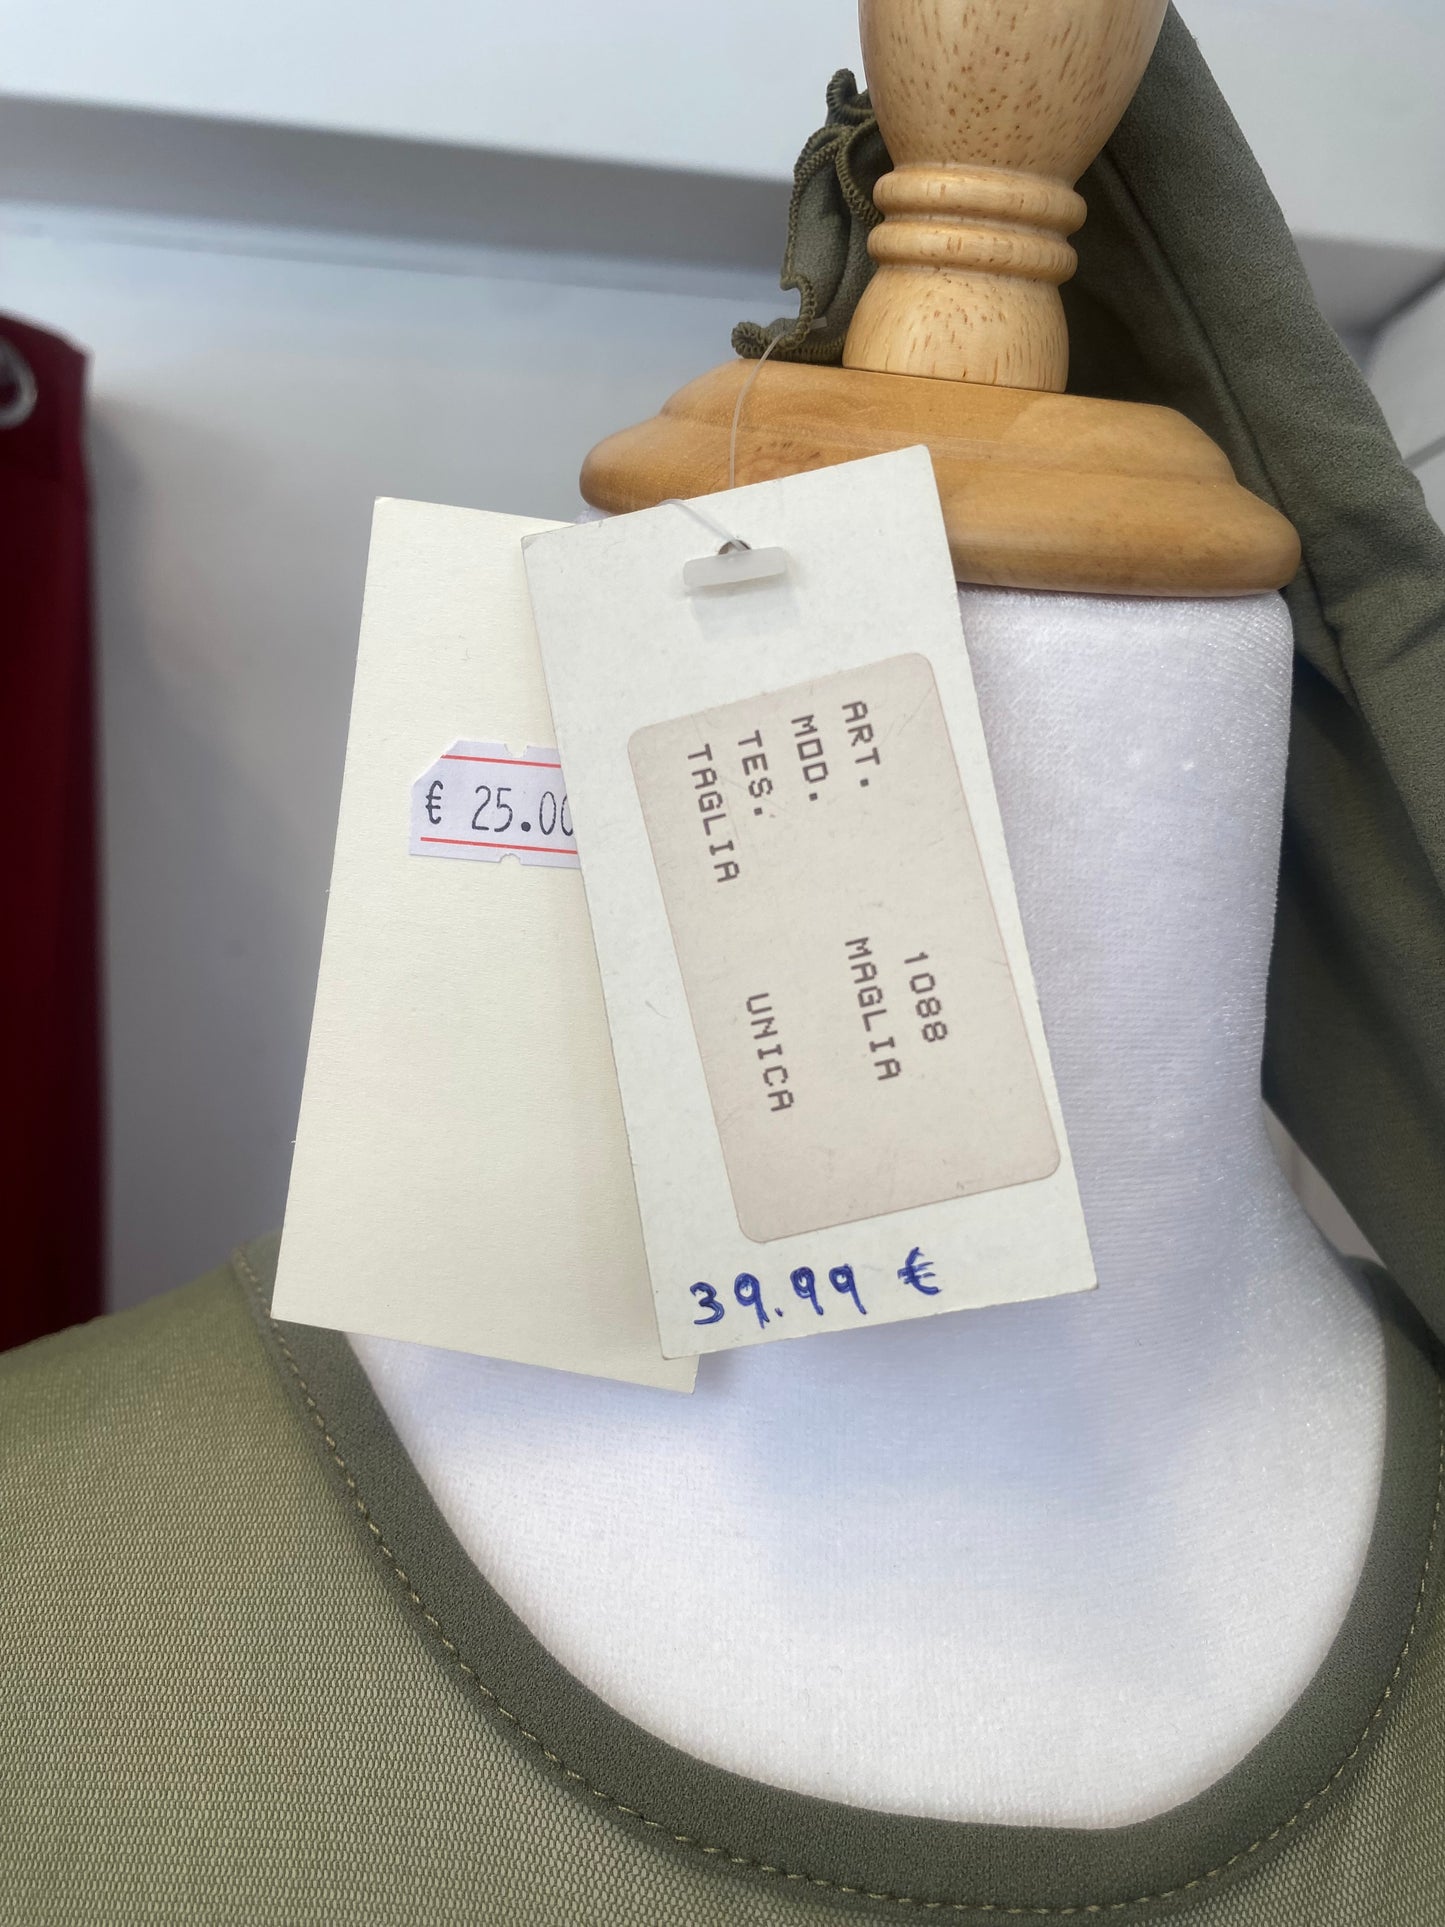 € 25.00
ART. 1088
MOD. MAGLIA
TES.
TAGLIA UNICA
39.99 €